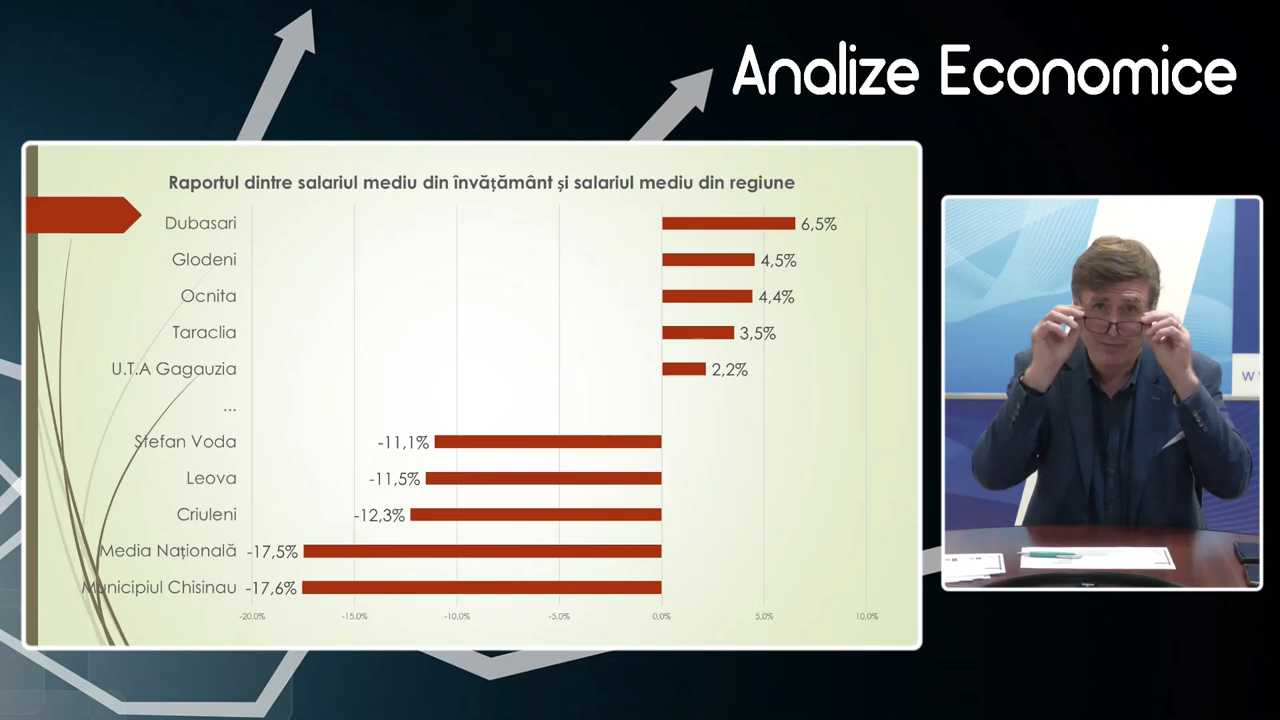 Analize Economice
Raportul dintre salariul mediu din învățământ și salariul mediu din regiune
Dubasari 6,5%
Glodeni 4,5%
Ocnita 4,4%
Taraclia 3,5%
U.T.A Gagauzia 2,2%
...
Stefan Voda -11,1%
Leova -11,5%
Criuleni -12,3%
Media Națională -17,5%
Municipiul Chisinau -17,6%
-20,0% -15,0% -10,0% -5,0% 0,0% 5,0% 10,0%
W